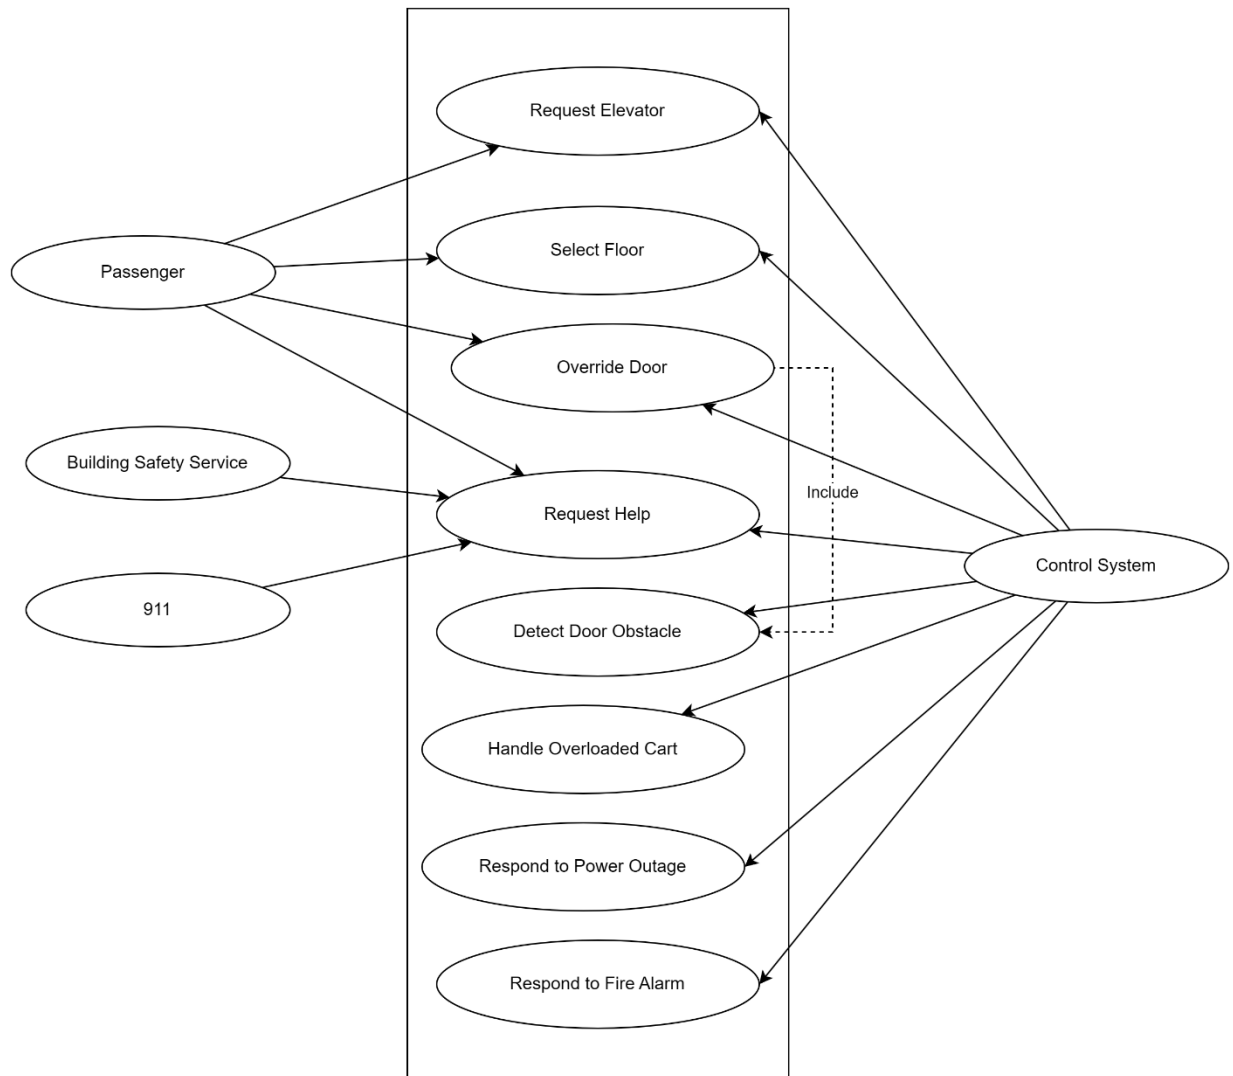 Request Elevator
Select Floor
Passenger
Override Door
Building Safety Service
Include
Request Help
Control System
911
Detect Door Obstacle
Handle Overloaded Cart
Respond to Power Outage
Respond to Fire Alarm